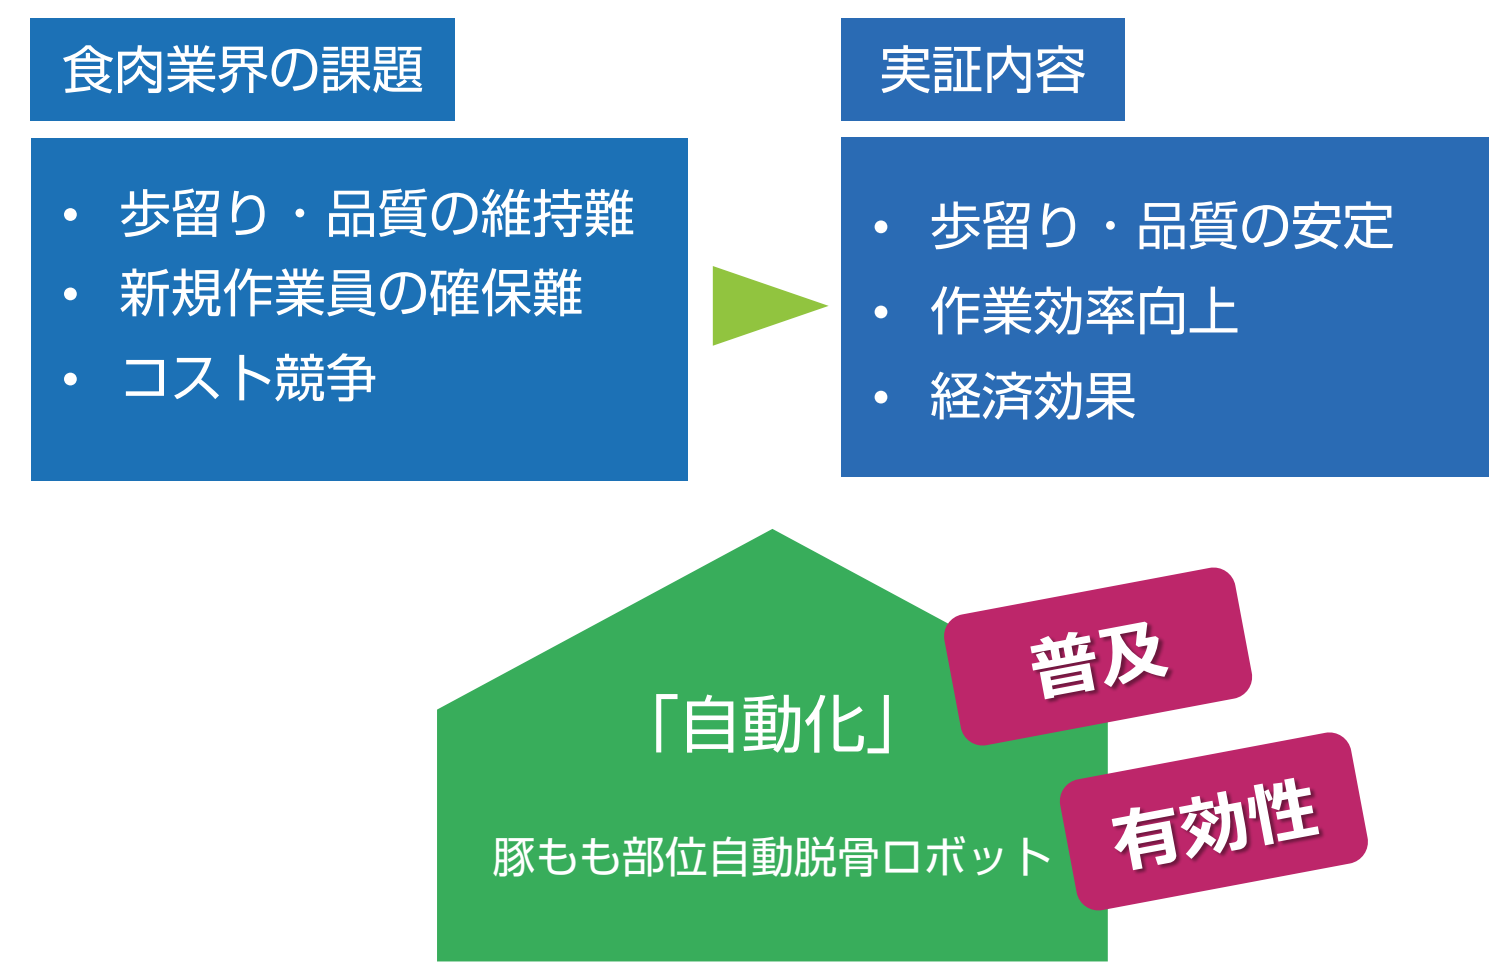 食肉業界の課題
• 歩留り・品質の維持難
• 新規作業員の確保難
• コスト競争
実証内容
• 歩留り・品質の安定
• 作業効率向上
• 経済効果
「自動化」
豚もも部位自動脱骨ロボット
普及
有効性